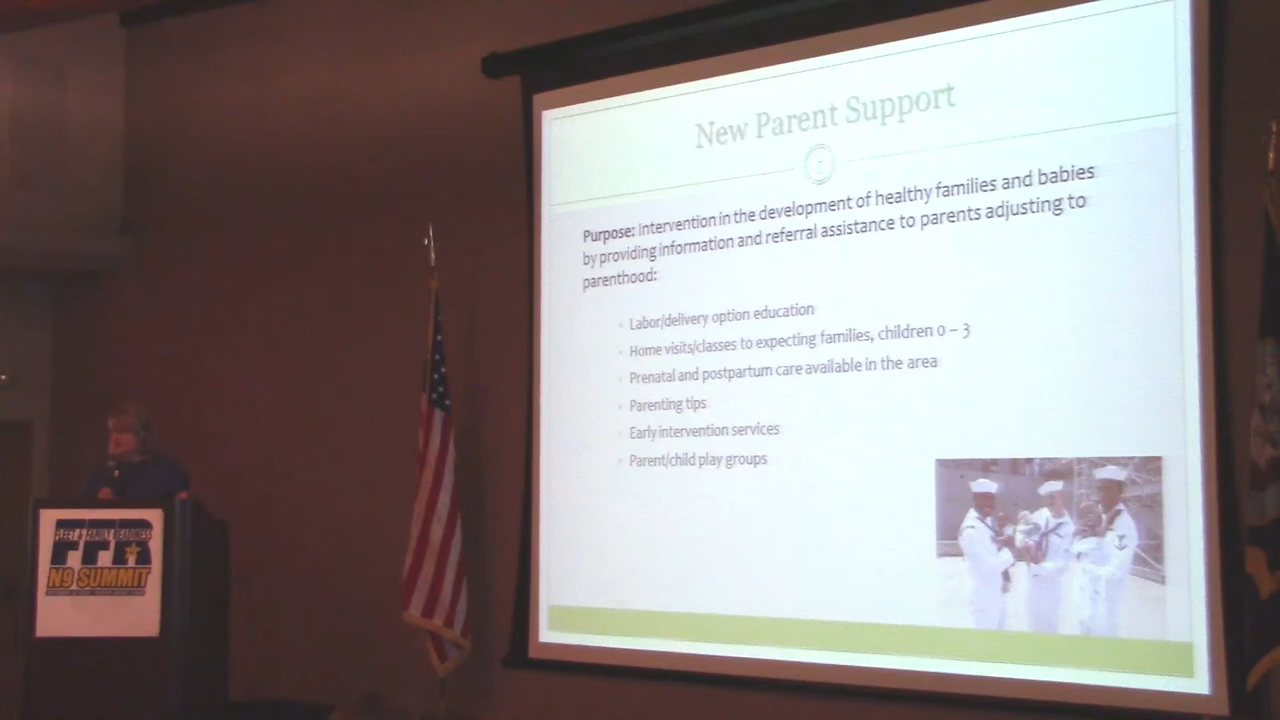 New Parent Support
Purpose: Intervention in the development of healthy families and babies
by providing information and referral assistance to parents adjusting to
parenthood:
Labor/delivery option education
Home visits/classes to expecting families, children 0 – 3
Prenatal and postpartum care available in the area
Parenting tips
Early intervention services
Parent/child play groups
FLEET & FAMILY READINESS
FFR
N9 SUMMIT